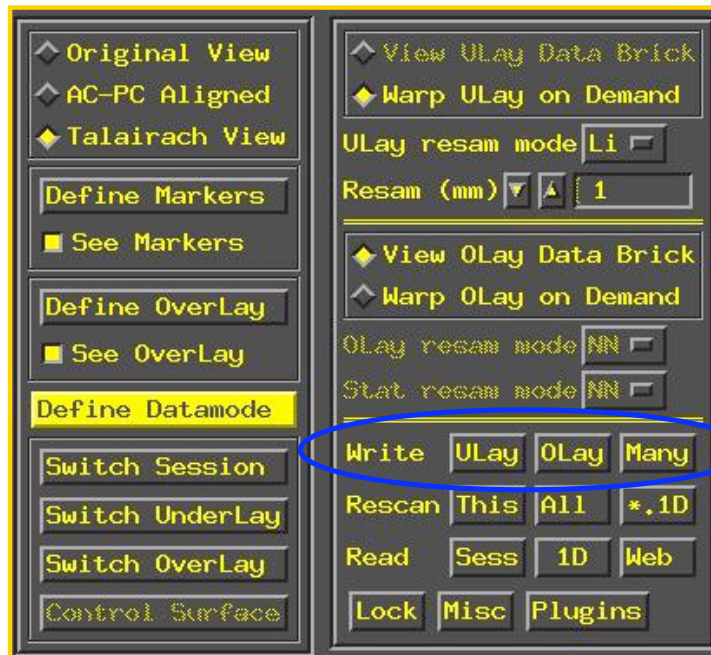 Original View
AC-PC Aligned
Talairach View
Define Markers
See Markers
Define OverLay
See OverLay
Define Datamode
Switch Session
Switch UnderLay
Switch OverLay
Control Surface
View ULay Data Brick
Warp ULay on Demand
ULay resam mode Li
Resam (mm) 1
View OLay Data Brick
Warp OLay on Demand
OLay resam mode NN
Stat resam mode NN
Write ULay OLay Many
Rescan This All *.1D
Read Sess 1D Web
Lock Misc Plugins